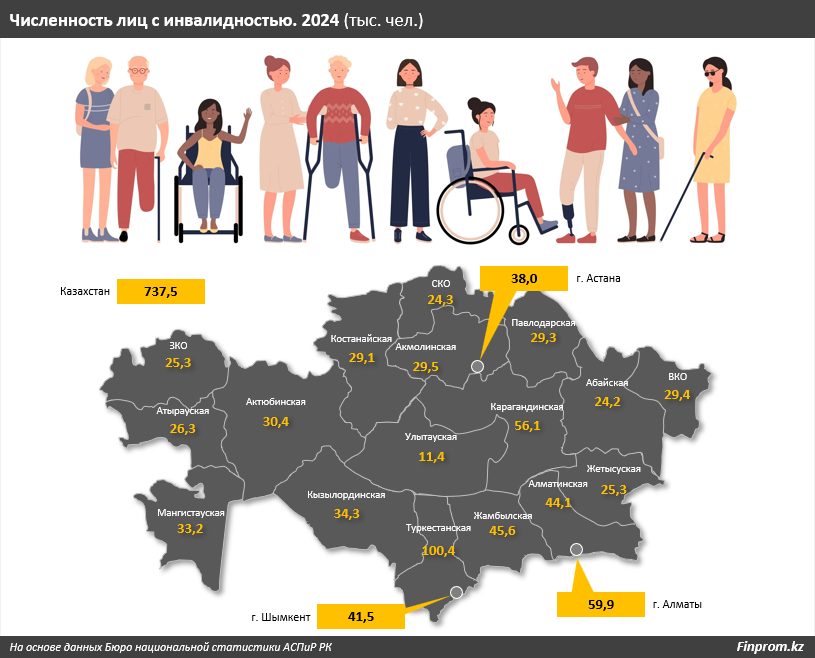 Численность лиц с инвалидностью. 2024 (тыс. чел.)
Казахстан 737,5
38,0 г. Астана
СКО
24,3
Павлодарская
29,3
Костанайская
29,1
Акмолинская
29,5
ЗКО
25,3
ВКО
29,4
Абайская
24,2
Актюбинская
30,4
Атырауская
26,3
Карагандинская
56,1
Улытауская
11,4
Жетысуская
25,3
Алматинская
44,1
Кызылординская
34,3
Мангистауская
33,2
Жамбылская
45,6
Туркестанская
100,4
59,9 г. Алматы
г. Шымкент 41,5
На основе данных Бюро национальной статистики АСПиР РК
Finprom.kz